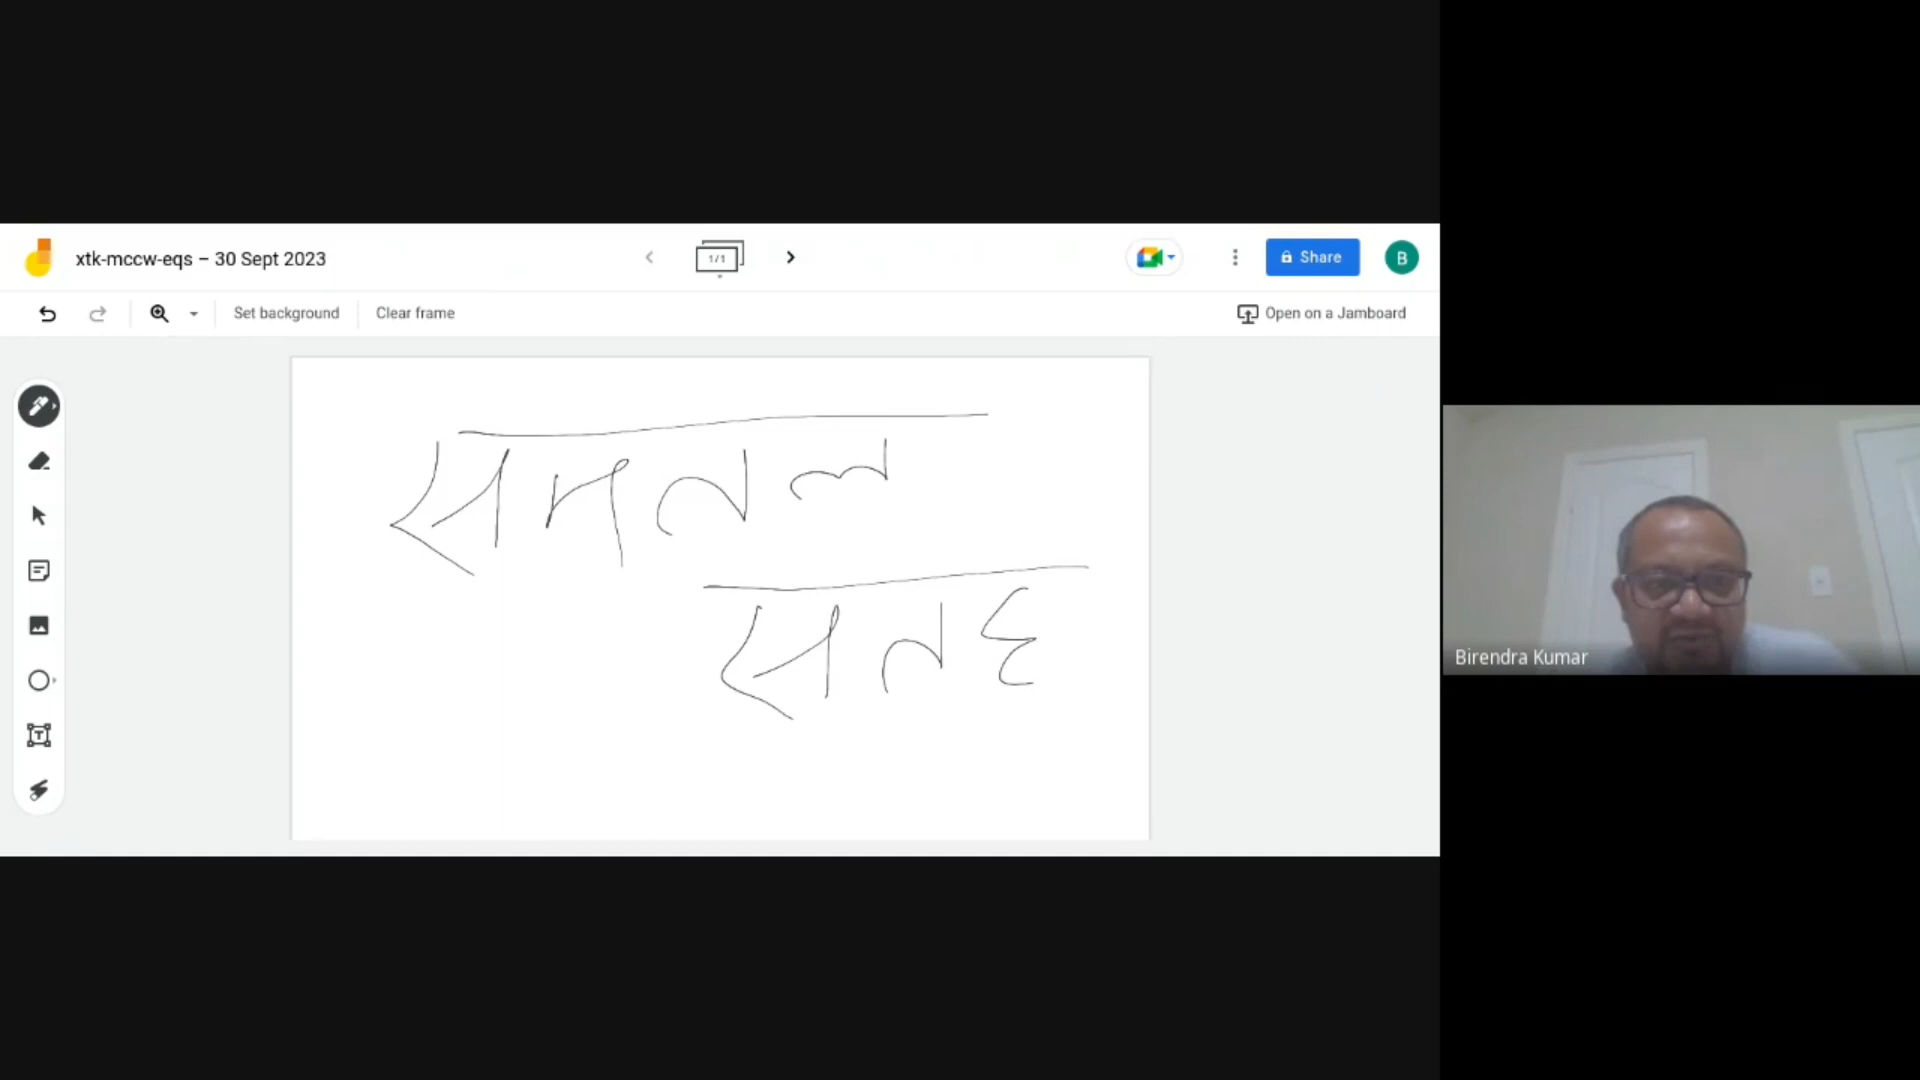 xtk-mccw-eqs – 30 Sept 2023
1/1
Share
B
Set background
Clear frame
Open on a Jamboard
समतल
सतह
T
Birendra Kumar